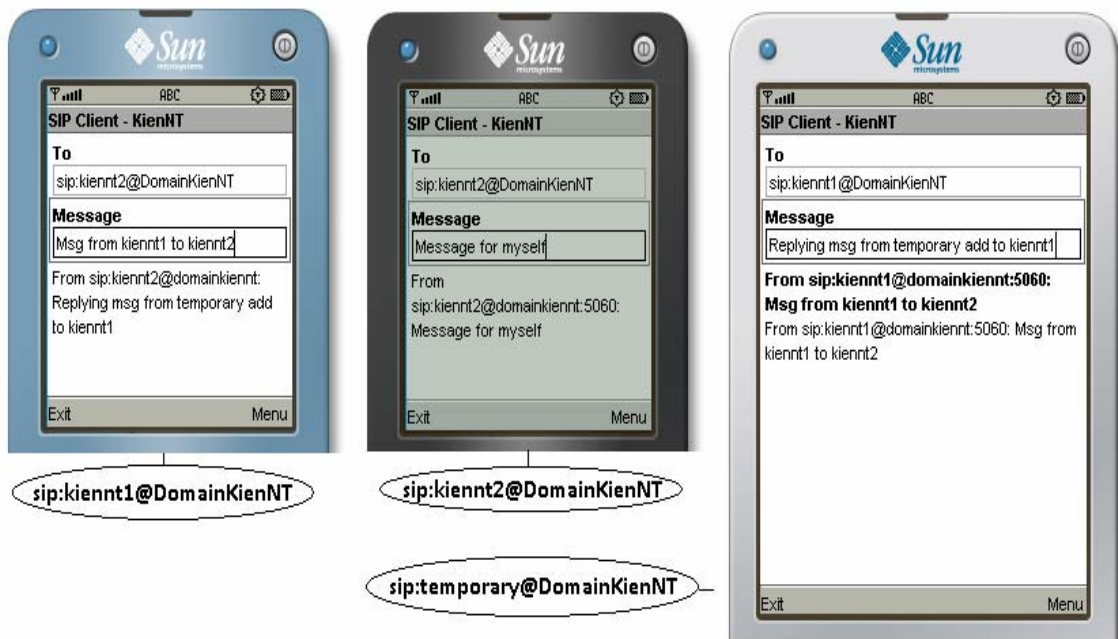 Sun
microsystems
ABC
SIP Client - KienNT
To
sip:kiennt2@DomainKienNT
Message
Msg from kiennt1 to kiennt2
From sip:kiennt2@domainkiennt:
Replying msg from temporary add
to kiennt1
Exit Menu
sip:kiennt1@DomainKienNT
Sun
microsystems
ABC
SIP Client - KienNT
To
sip:kiennt2@DomainKienNT
Message
Message for myself
From
sip:kiennt2@domainkiennt:5060:
Message for myself
Exit Menu
sip:kiennt2@DomainKienNT
Sun
microsystems
ABC
SIP Client - KienNT
To
sip:kiennt1@DomainKienNT
Message
Replying msg from temporary add to kiennt1
From sip:kiennt1@domainkiennt:5060:
Msg from kiennt1 to kiennt2
From sip:kiennt1@domainkiennt:5060: Msg from
kiennt1 to kiennt2
Exit Menu
sip:temporary@DomainKienNT